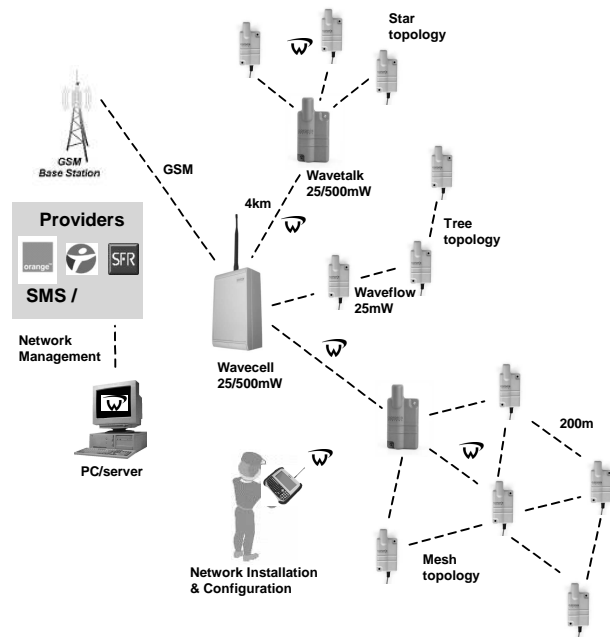 Star
topology
GSM
Base Station
GSM
Wavetalk
25/500mW
4km
Providers
orange
SFR
SMS /
Tree
topology
Waveflow
25mW
Network
Management
Wavecell
25/500mW
PC/server
200m
Network Installation
& Configuration
Mesh
topology